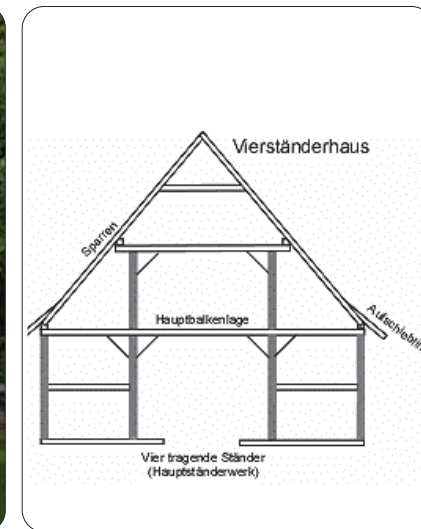 Vierständerhaus
Sparren
Hauptbalkenlage
Vier tragende Ständer
(Hauptständerwerk)